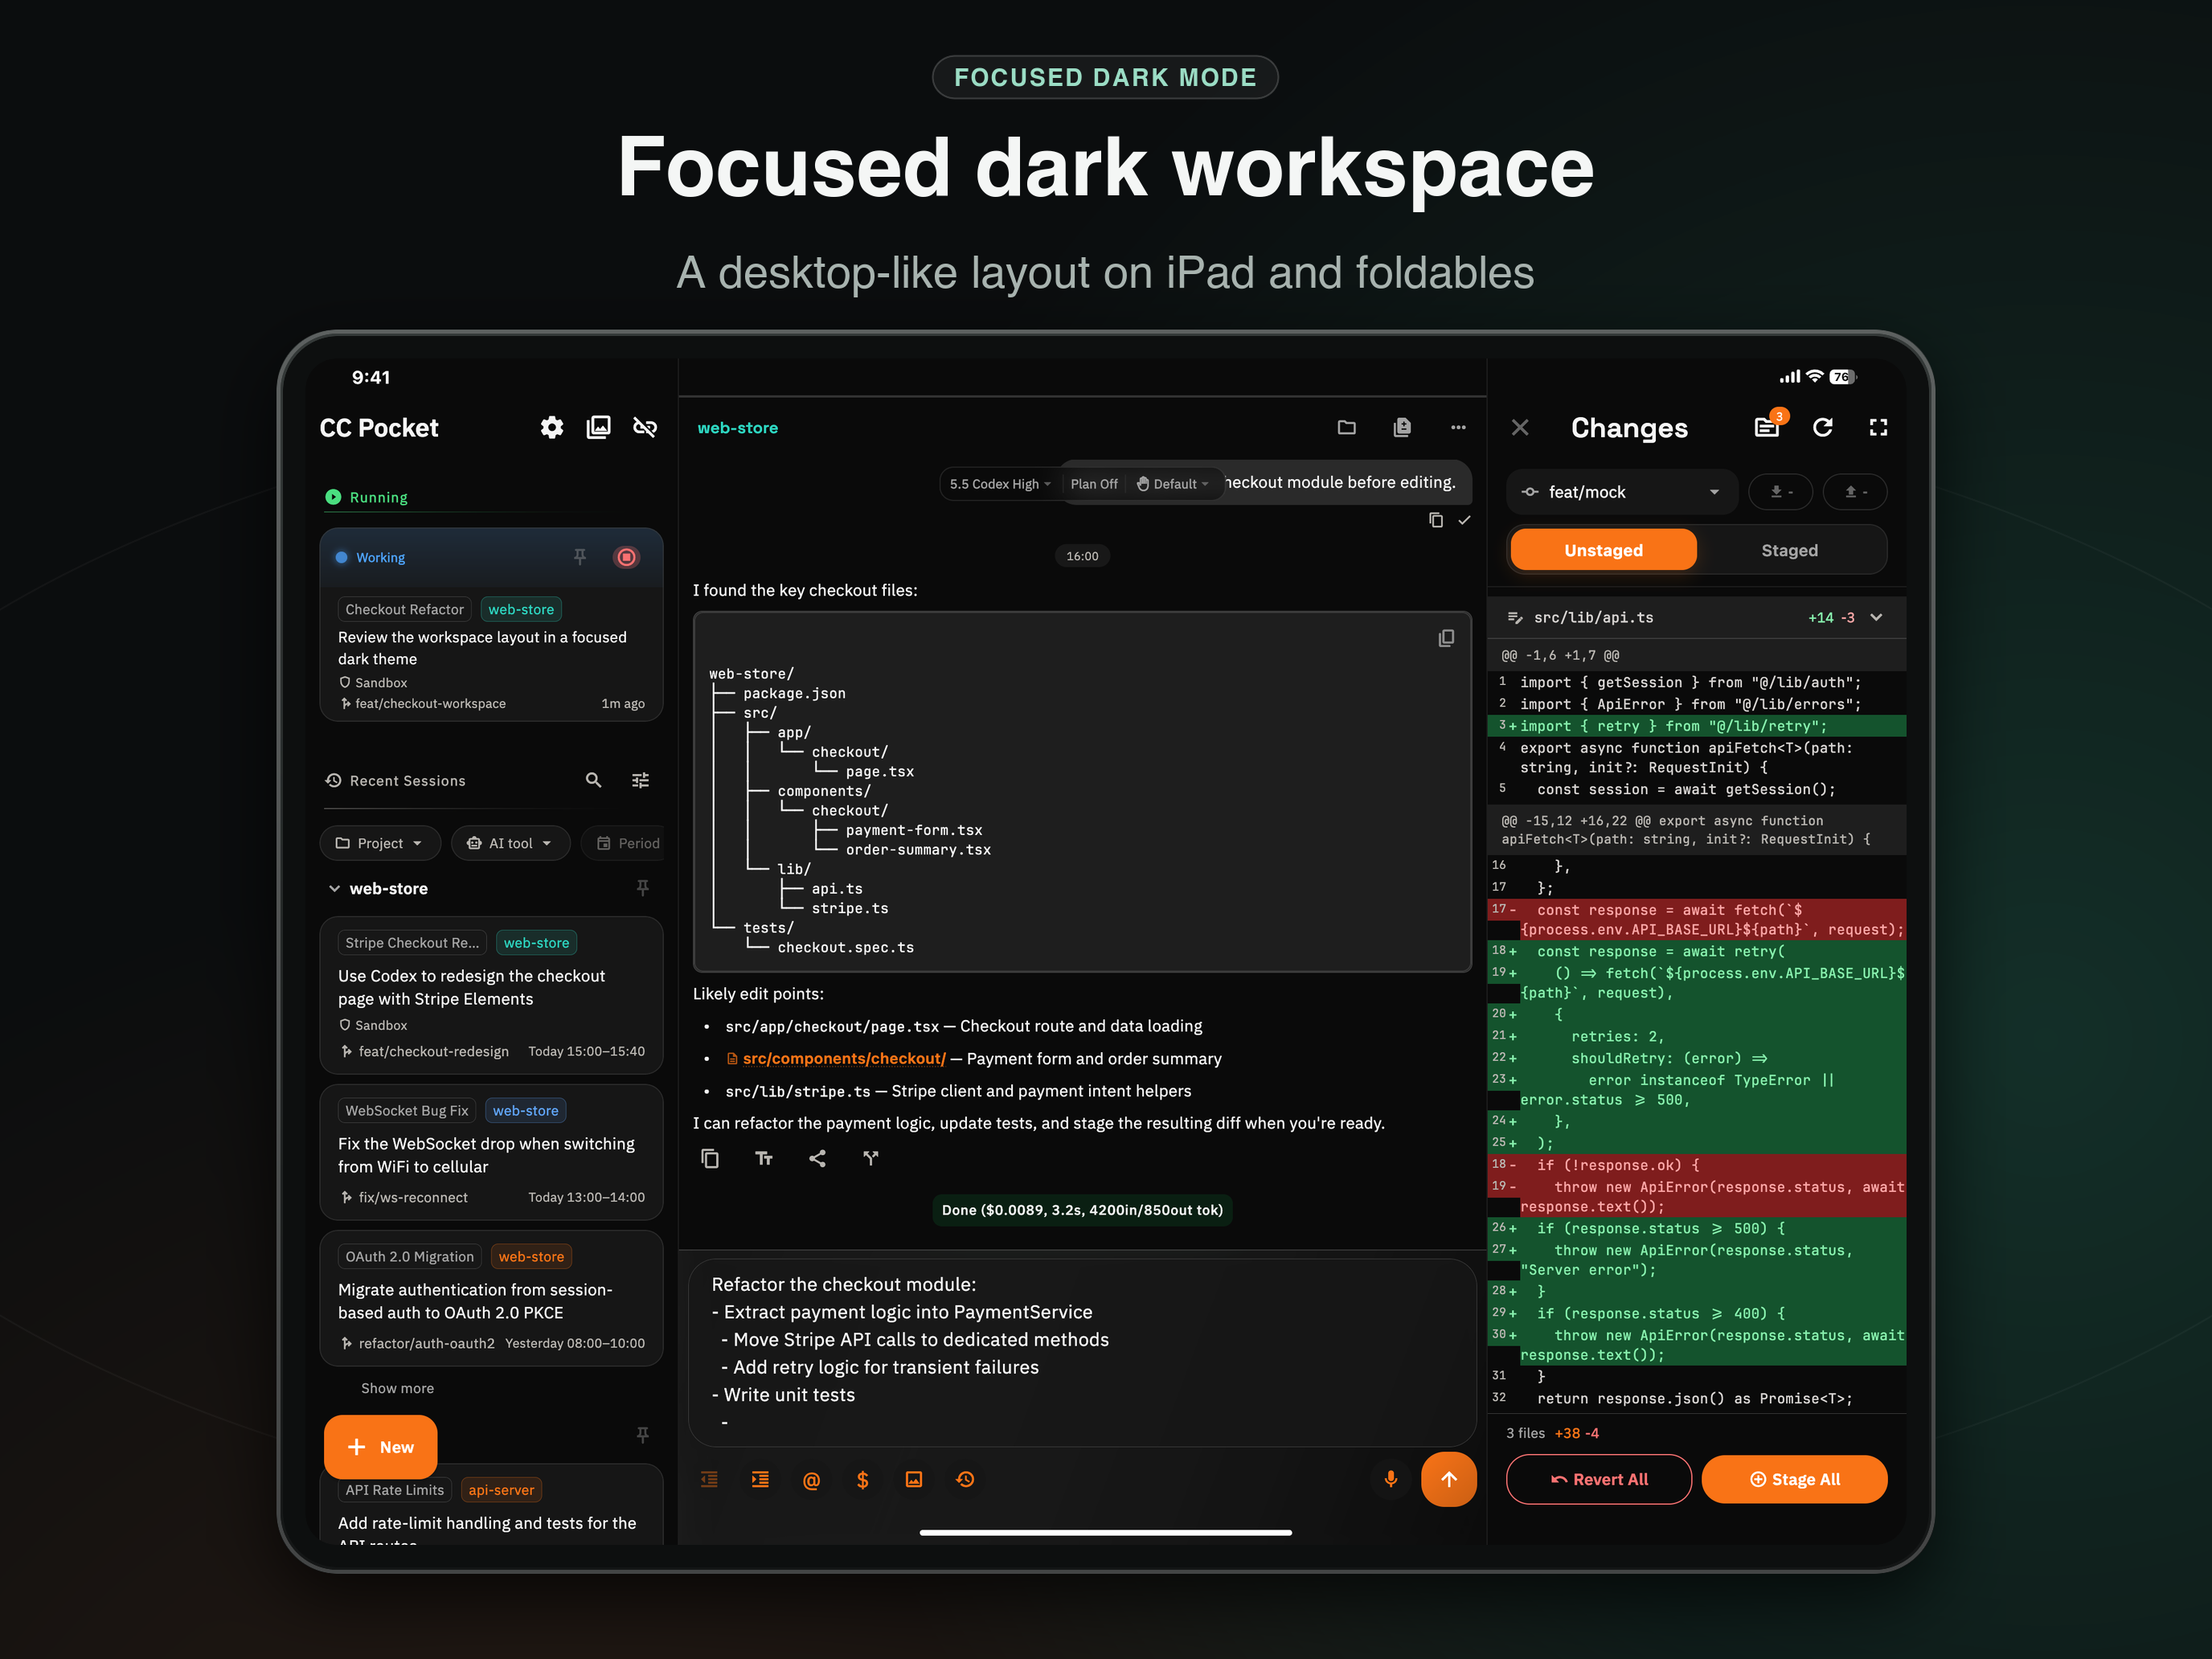 FOCUSED DARK MODE
Focused dark workspace
A desktop-like layout on iPad and foldables
9:41
76
CC Pocket
Running
Working
Checkout Refactor web-store
Review the workspace layout in a focused
dark theme
Sandbox
feat/checkout-workspace 1m ago
Recent Sessions
Project AI tool Period
web-store
Stripe Checkout Re... web-store
Use Codex to redesign the checkout
page with Stripe Elements
Sandbox
feat/checkout-redesign Today 15:00–15:40
WebSocket Bug Fix web-store
Fix the WebSocket drop when switching
from WiFi to cellular
fix/ws-reconnect Today 13:00–14:00
OAuth 2.0 Migration web-store
Migrate authentication from session-
based auth to OAuth 2.0 PKCE
refactor/auth-oauth2 Yesterday 08:00–10:00
Show more
+ New
API Rate Limits api-server
Add rate-limit handling and tests for the
API routes
web-store
5.5 Codex High Plan Off Default heckout module before editing.
16:00
I found the key checkout files:
web-store/
├── package.json
├── src/
│   ├── app/
│   │   └── checkout/
│   │       └── page.tsx
│   ├── components/
│   │   └── checkout/
│   │       ├── payment-form.tsx
│   │       └── order-summary.tsx
│   └── lib/
│       ├── api.ts
│       └── stripe.ts
└── tests/
    └── checkout.spec.ts
Likely edit points:
• src/app/checkout/page.tsx — Checkout route and data loading
• src/components/checkout/ — Payment form and order summary
• src/lib/stripe.ts — Stripe client and payment intent helpers
I can refactor the payment logic, update tests, and stage the resulting diff when you're ready.
Done ($0.0089, 3.2s, 4200in/850out tok)
Refactor the checkout module:
- Extract payment logic into PaymentService
  - Move Stripe API calls to dedicated methods
  - Add retry logic for transient failures
- Write unit tests
  -
@ $
Changes
3
feat/mock - -
Unstaged Staged
src/lib/api.ts +14 -3
@@ -1,6 +1,7 @@
1 import { getSession } from "@/lib/auth";
2 import { ApiError } from "@/lib/errors";
3 + import { retry } from "@/lib/retry";
4 export async function apiFetch<T>(path:
string, init?: RequestInit) {
5   const session = await getSession();
@@ -15,12 +16,22 @@ export async function
apiFetch<T>(path: string, init?: RequestInit) {
16     },
17   };
17 -   const response = await fetch(`$
{process.env.API_BASE_URL}${path}`, request);
18 +   const response = await retry(
19 +     () => fetch(`${process.env.API_BASE_URL}$
{path}`, request),
20 +     {
21 +       retries: 2,
22 +       shouldRetry: (error) =>
23 +         error instanceof TypeError ||
error.status >= 500,
24 +     },
25 +   );
18 -   if (!response.ok) {
19 -     throw new ApiError(response.status, await
response.text());
26 +   if (response.status >= 500) {
27 +     throw new ApiError(response.status,
"Server error");
28 +   }
29 +   if (response.status >= 400) {
30 +     throw new ApiError(response.status, await
response.text());
31   }
32   return response.json() as Promise<T>;
3 files +38 -4
Revert All Stage All